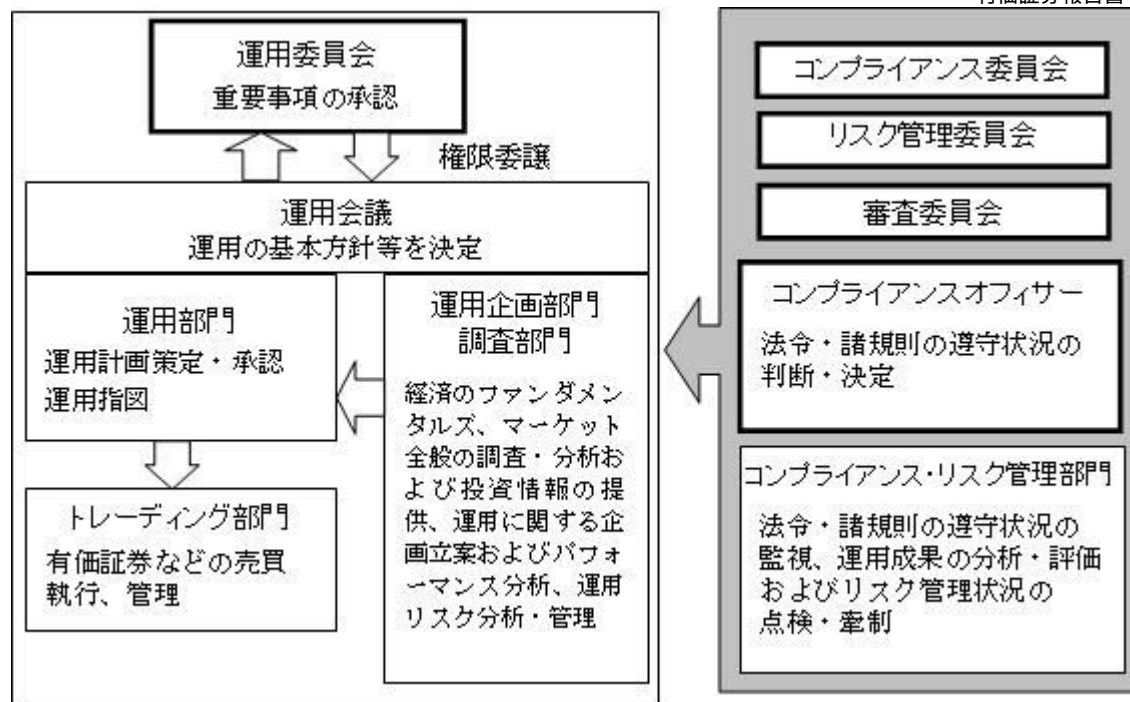 有価証券報告書
運用委員会
重要事項の承認
権限委譲
運用会議
運用の基本方針等を決定
運用部門
運用計画策定・承認
運用指図
トレーディング部門
有価証券などの売買
執行、管理
運用企画部門
調査部門
経済のファンダメン
タルズ、マーケット
全般の調査・分析お
よび投資情報の提
供、運用に関する企
画立案およびパフォ
ーマンス分析、運用
リスク分析・管理
コンプライアンス委員会
リスク管理委員会
審査委員会
コンプライアンスオフィサー
法令・諸規則の遵守状況の
判断・決定
コンプライアンス・リスク管理部門
法令・諸規則の遵守状況の
監視、運用成果の分析・評価
およびリスク管理状況の
点検・牽制